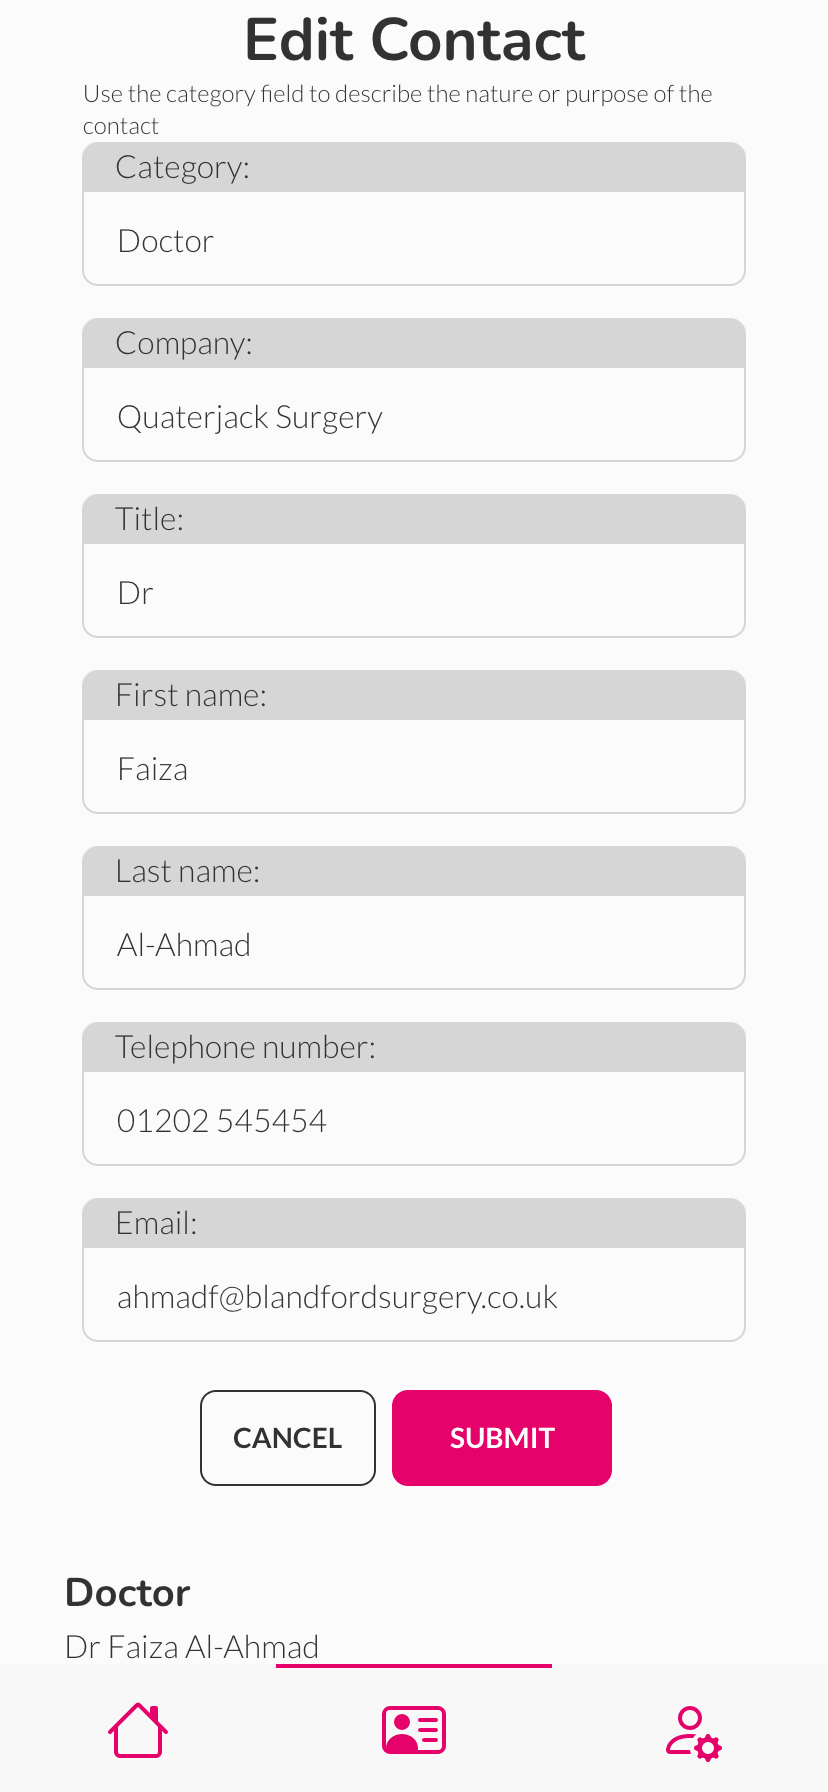 Edit Contact
Use the category field to describe the nature or purpose of the
contact
Category:
Doctor
Company:
Quaterjack Surgery
Title:
Dr
First name:
Faiza
Last name:
Al-Ahmad
Telephone number:
01202 545454
Email:
ahmadf@blandfordsurgery.co.uk
CANCEL
SUBMIT
Doctor
Dr Faiza Al-Ahmad